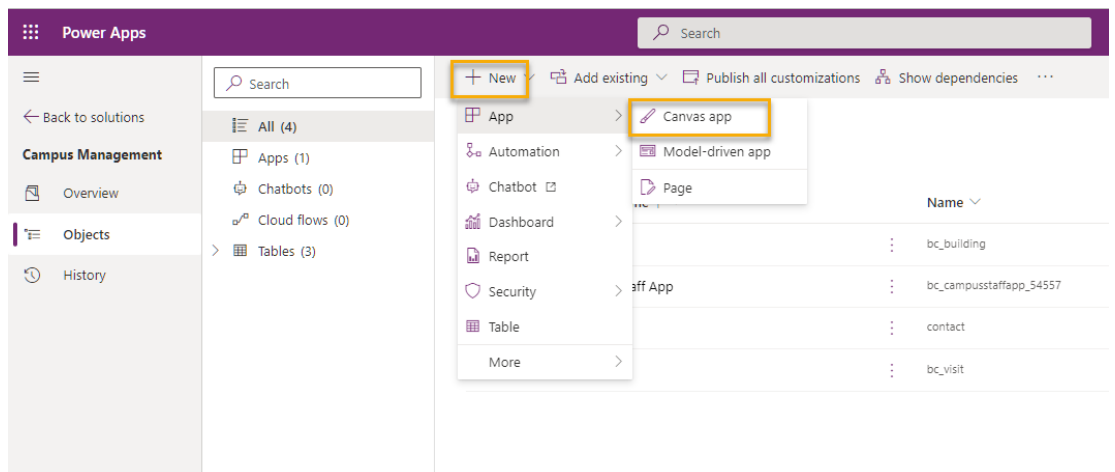 Power Apps
Search
Back to solutions
Campus Management
Overview
Objects
History
Search
All (4)
Apps (1)
Chatbots (0)
Cloud flows (0)
Tables (3)
New
Add existing
Publish all customizations
Show dependencies
App
Automation
Chatbot
Dashboard
Report
Security
Table
More
Canvas app
Model-driven app
Page
Name
bc_building
aff App
bc_campusstaffapp_54557
contact
bc_visit